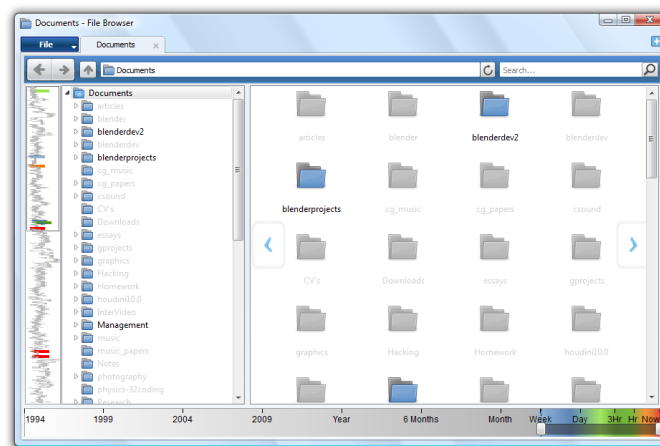 Documents - File Browser
File
Documents
Documents
Search...
Documents
articles
blender
blenderdev2
blenderdev
blenderprojects
cg_music
cg_papers
csound
CV's
Downloads
essays
gprojects
graphics
Hacking
Homework
houdini10.0
InterVideo
Management
music
music_papers
Notes
photography
physics-32coding
Research
articles blender blenderdev2 blenderdev
blenderprojects cg_music cg_papers csound
CV's Downloads essays gprojects
graphics Hacking Homework houdini10.0
1994 1999 2004 2009 Year 6 Months Month Week Day 3Hr Hr Now